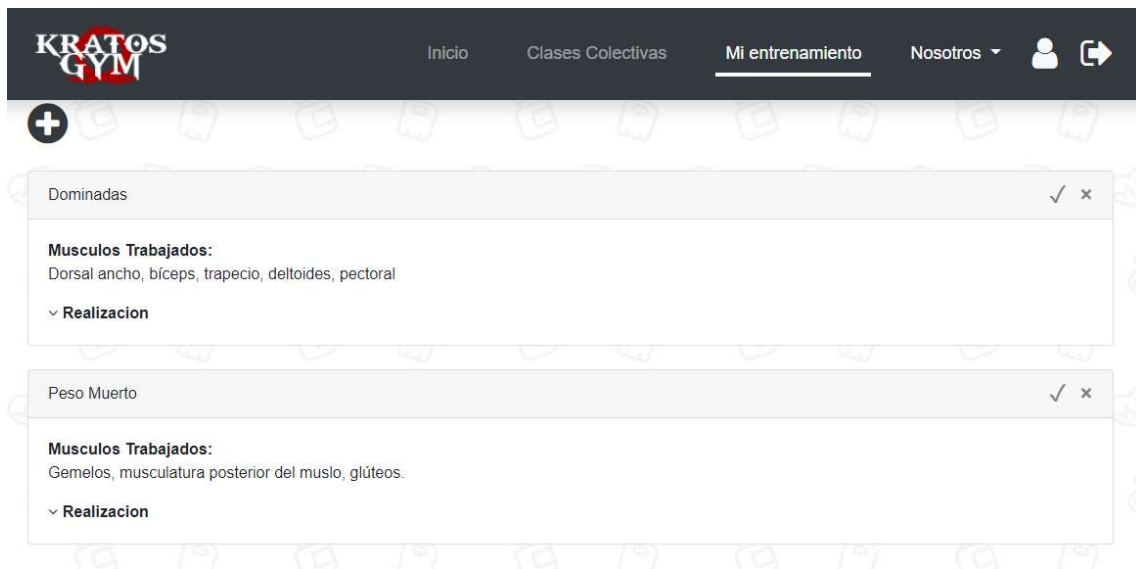 KRATOS
GYM
Inicio
Clases Colectivas
Mi entrenamiento
Nosotros
Dominadas
Musculos Trabajados:
Dorsal ancho, bíceps, trapecio, deltoides, pectoral
Realizacion
Peso Muerto
Musculos Trabajados:
Gemelos, musculatura posterior del muslo, glúteos.
Realizacion